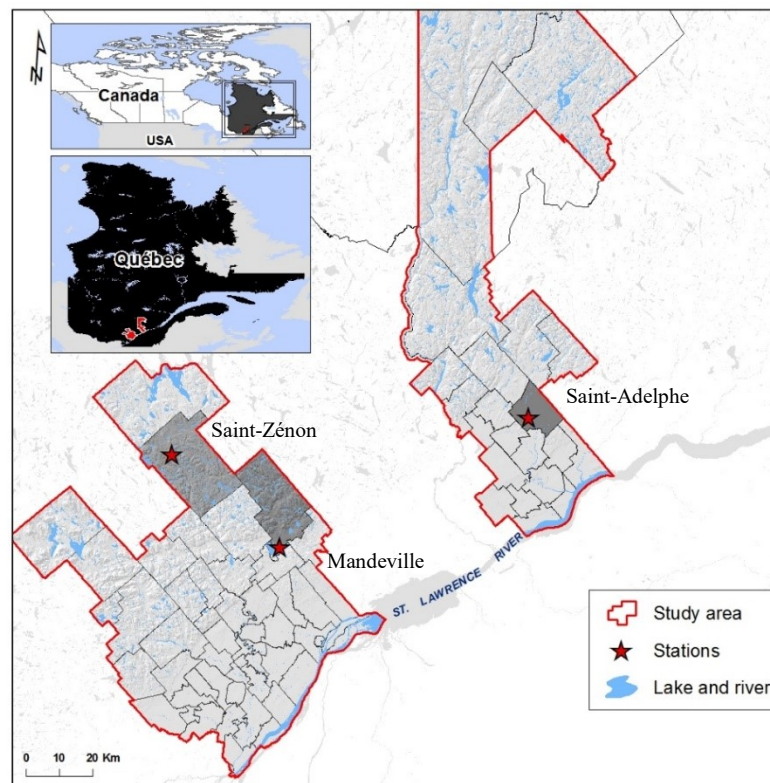 N
Canada
USA
Québec
Saint-Adelphe
Saint-Zénon
Mandeville
ST. LAWRENCE RIVER
Study area
Stations
Lake and river
0 10 20 Km